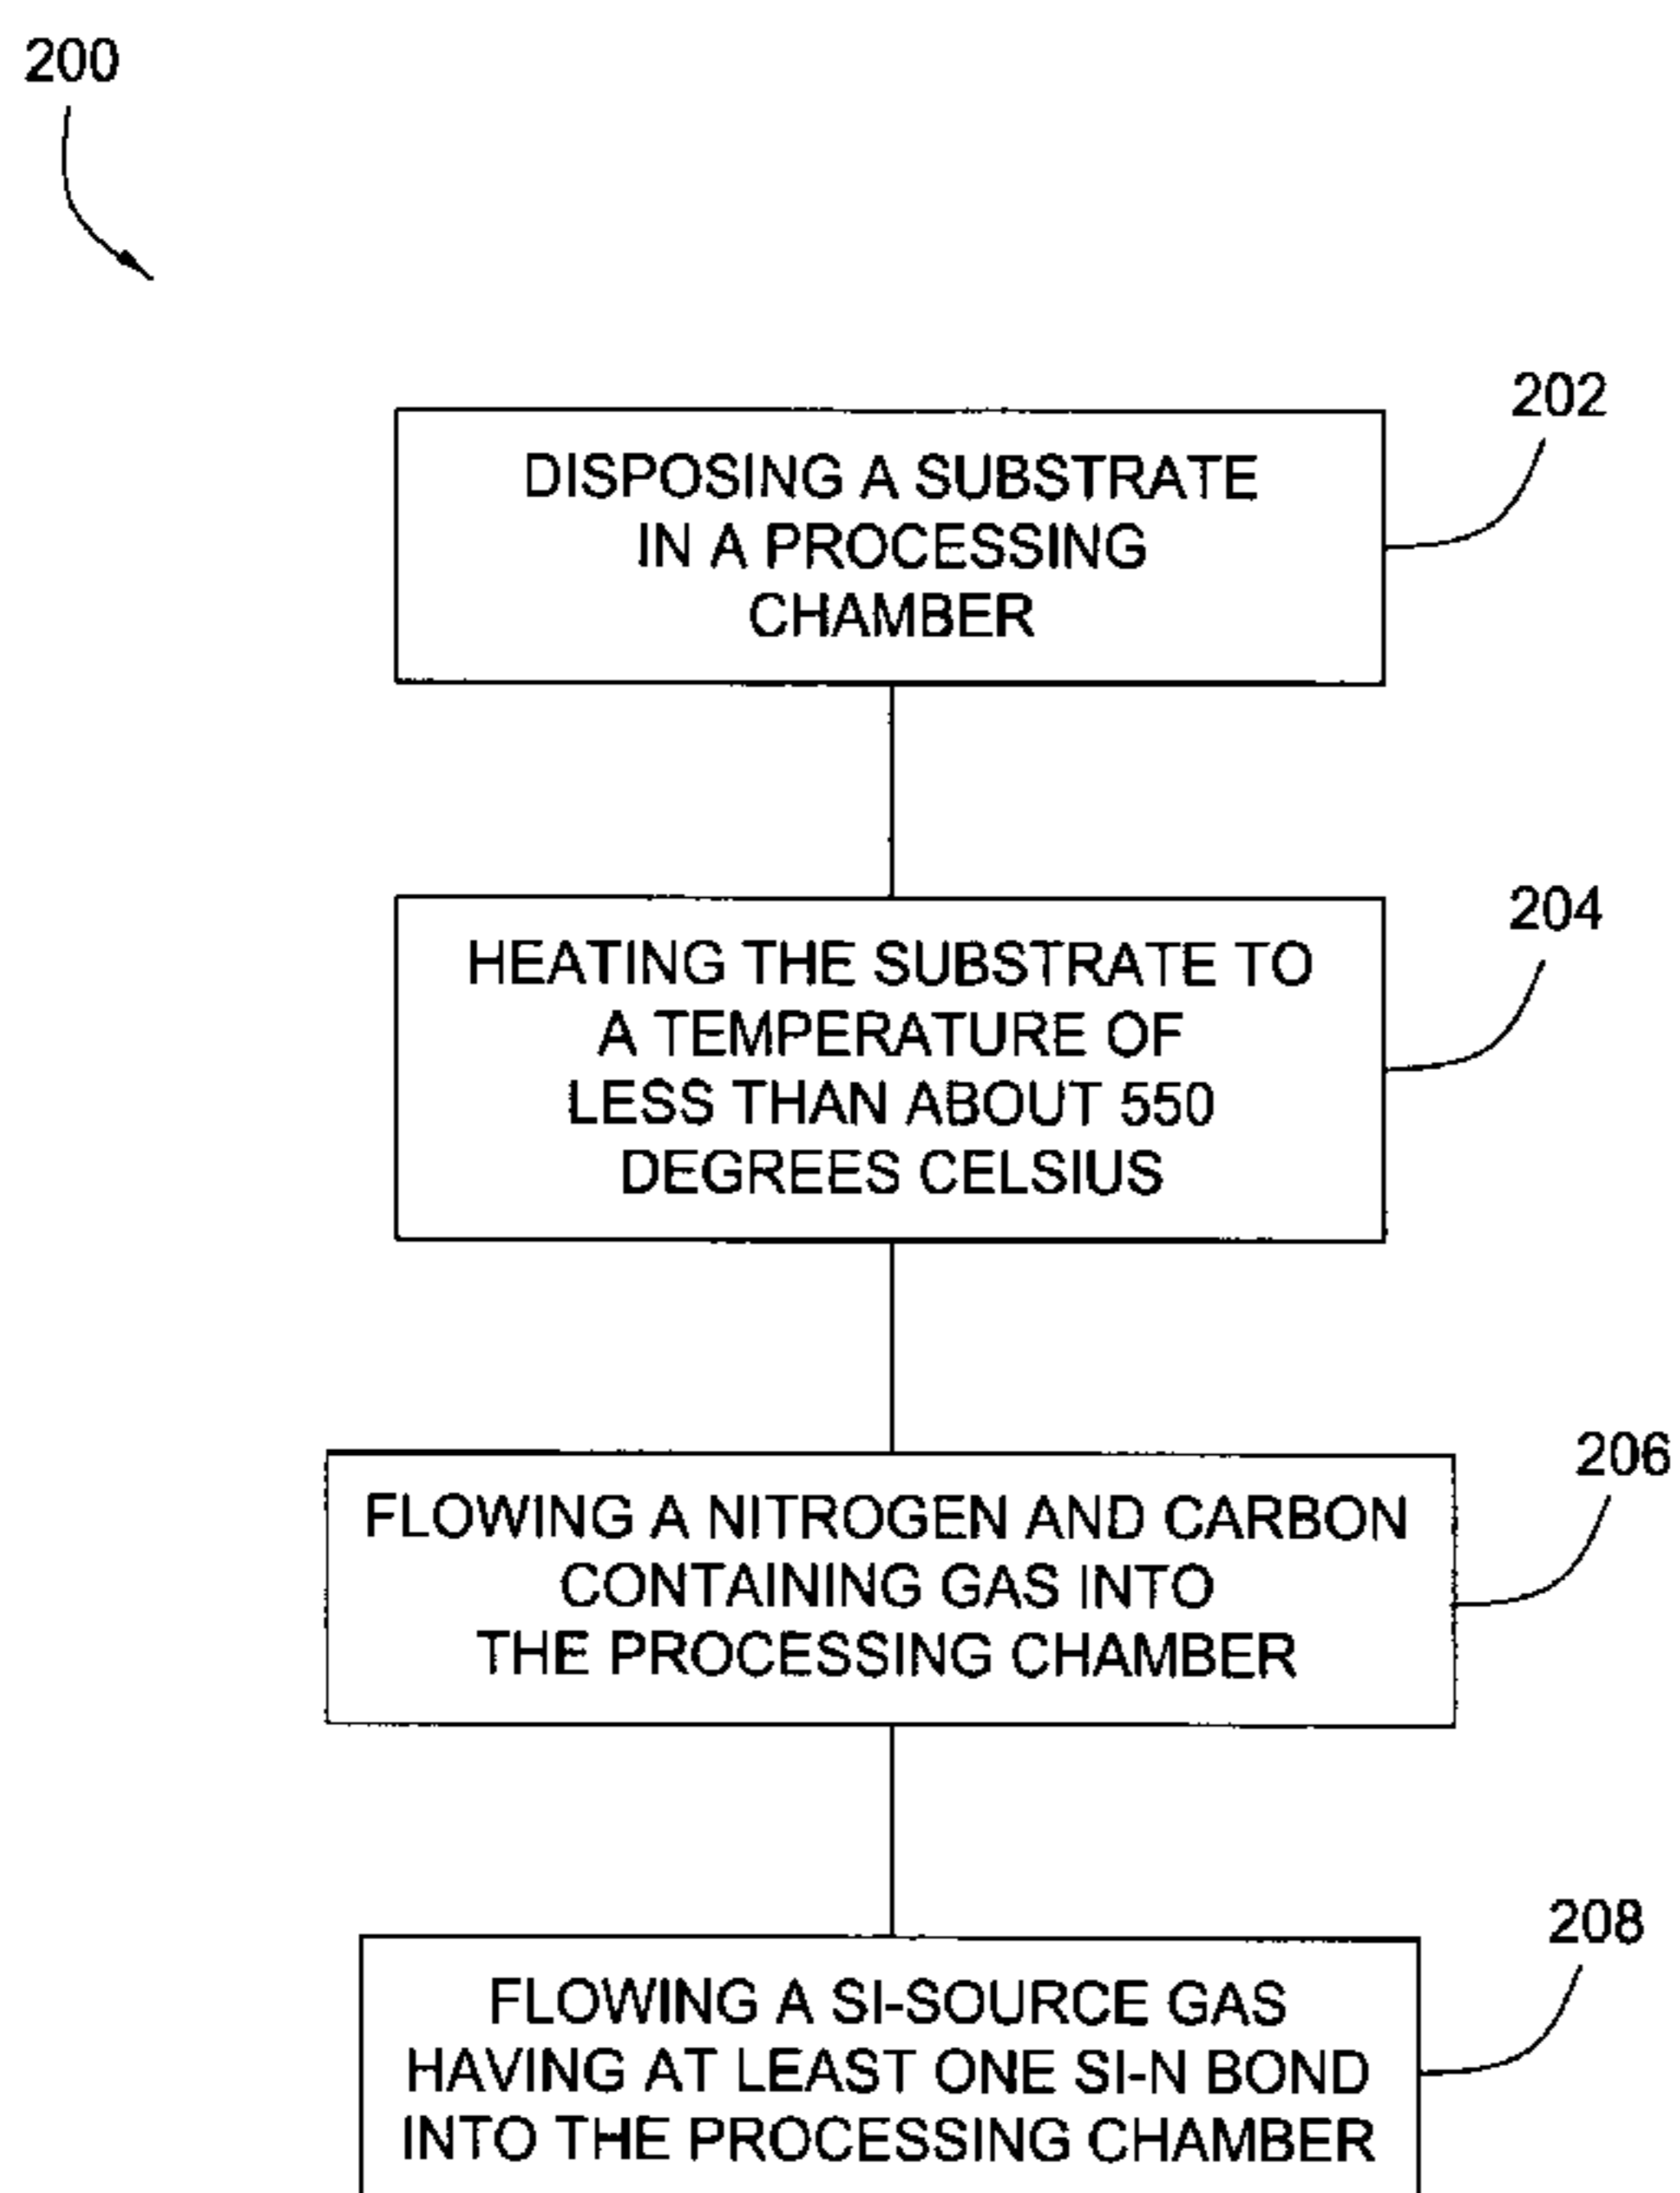 200
202
DISPOSING A SUBSTRATE
IN A PROCESSING
CHAMBER
204
HEATING THE SUBSTRATE TO
A TEMPERATURE OF
LESS THAN ABOUT 550
DEGREES CELSIUS
206
FLOWING A NITROGEN AND CARBON
CONTAINING GAS INTO
THE PROCESSING CHAMBER
208
FLOWING A SI-SOURCE GAS
HAVING AT LEAST ONE SI-N BOND
INTO THE PROCESSING CHAMBER